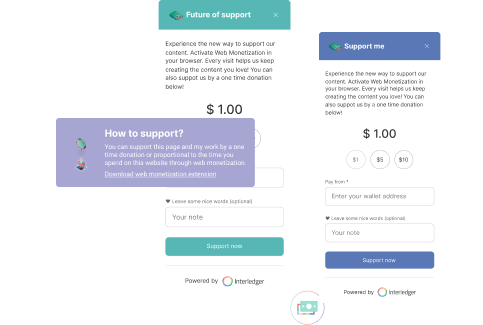 Future of support
Experience the new way to support our
content. Activate Web Monetization in
your browser. Every visit helps us keep
creating the content you love! You can
also suppot us by a one time donation
below!
$ 1.00
How to support?
You can support this page and my work by a one
time donation or proportional to the time you
spend on this website through web monetization.
Download web monetization extension
Leave some nice words (optional)
Your note
Support now
Powered by Interledger
Support me
Experience the new way to support our
content. Activate Web Monetization in your
browser. Every visit helps us keep
creating the content you love! You can
also suppot us by a one time donation
below!
$ 1.00
$1 $5 $10
Pay from *
Enter your wallet address
Leave some nice words (optional)
Your note
Support now
Powered by Interledger